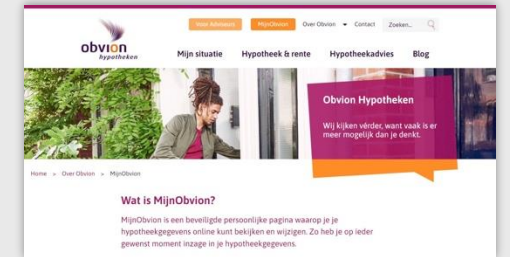 Voor Adviseurs MijnObvion Over Obvion Contact Zoeken...
obvion
hypotheken
Mijn situatie Hypotheek & rente Hypotheekadvies Blog
Obvion Hypotheken
Wij kijken vérder, want vaak is er
meer mogelijk dan je denkt.
Home > Over Obvion > MijnObvion
Wat is MijnObvion?
MijnObvion is een beveiligde persoonlijke pagina waarop je je
hypotheekgegevens online kunt bekijken en wijzigen. Zo heb je op ieder
gewenst moment inzage in je hypotheekgegevens.